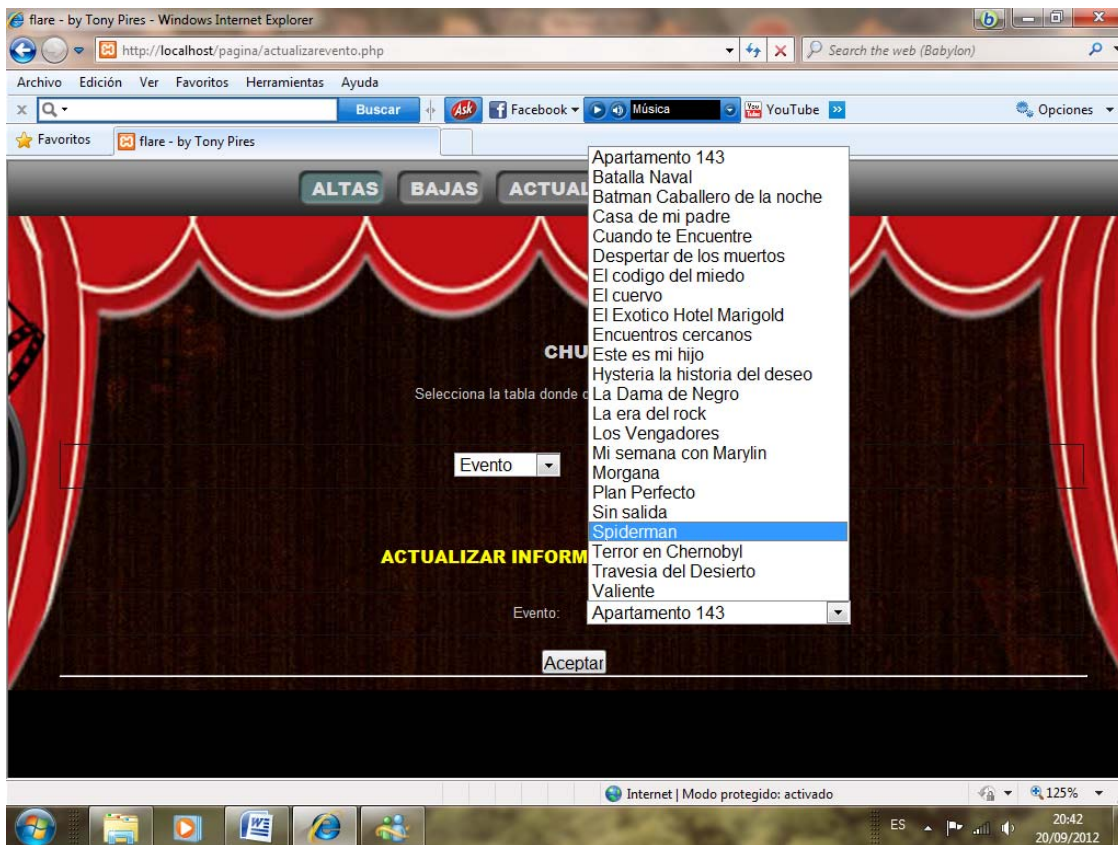 flare - by Tony Pires - Windows Internet Explorer
http://localhost/pagina/actualizarevento.php
Search the web (Babylon)
Archivo Edición Ver Favoritos Herramientas Ayuda
Buscar Ask Facebook Música YouTube Opciones
Favoritos flare - by Tony Pires
ALTAS BAJAS ACTUAL
Apartamento 143
Batalla Naval
Batman Caballero de la noche
Casa de mi padre
Cuando te Encuentre
Despertar de los muertos
El codigo del miedo
El cuervo
El Exotico Hotel Marigold
Encuentros cercanos
Este es mi hijo
Hysteria la historia del deseo
La Dama de Negro
La era del rock
Los Vengadores
Mi semana con Marylin
Morgana
Plan Perfecto
Sin salida
Spiderman
Terror en Chernobyl
Travesia del Desierto
Valiente
CHU
Selecciona la tabla donde
Evento
ACTUALIZAR INFORM
Evento: Apartamento 143
Aceptar
Internet | Modo protegido: activado 125%
ES 20:42
20/09/2012